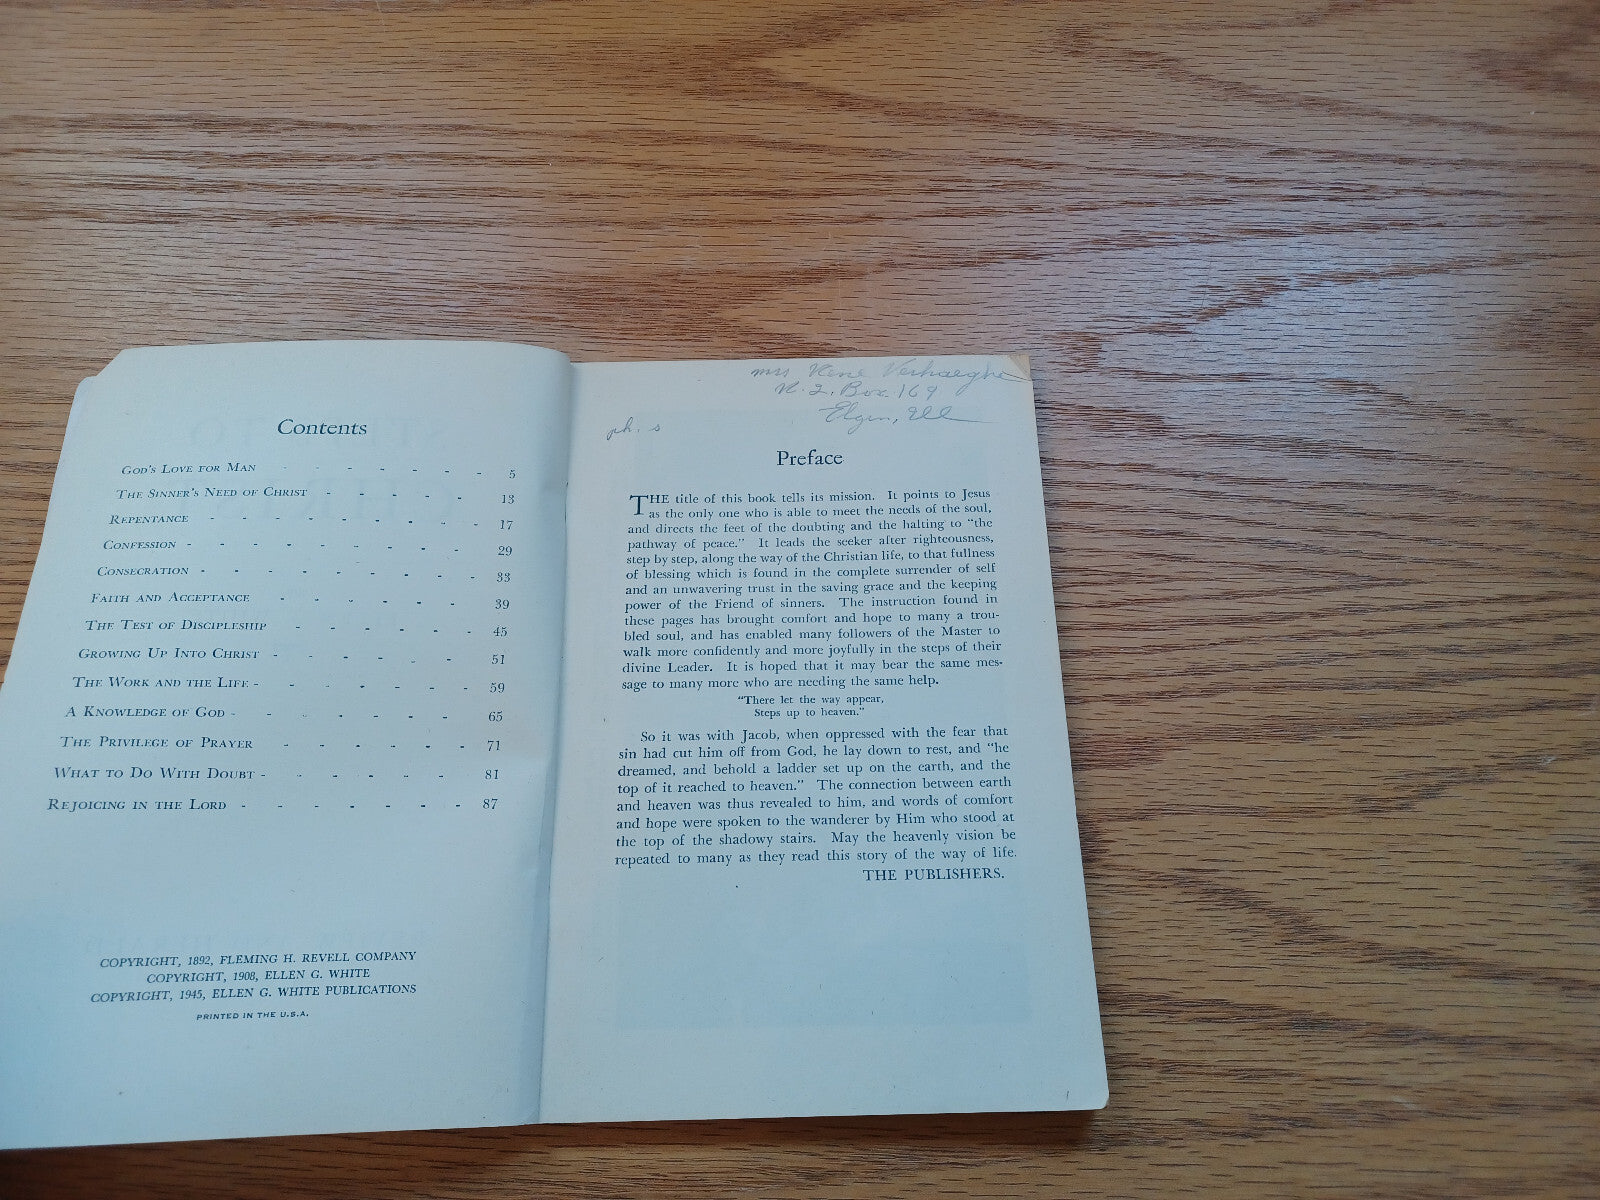 Contents
God's Love for Man - - - - - - - 5
The Sinner's Need of Christ - - - - - 13
Repentance - - - - - - - - - 17
Confession - - - - - - - - - 29
Consecration - - - - - - - - - 33
Faith and Acceptance - - - - - - 39
The Test of Discipleship - - - - - - 45
Growing Up Into Christ - - - - - - 51
The Work and the Life - - - - - - - 59
A Knowledge of God - - - - - - - - 65
The Privilege of Prayer - - - - - - 71
What to Do With Doubt - - - - - - - 81
Rejoicing in the Lord - - - - - - - 87
COPYRIGHT, 1892, FLEMING H. REVELL COMPANY
COPYRIGHT, 1908, ELLEN G. WHITE
COPYRIGHT, 1945, ELLEN G. WHITE PUBLICATIONS
PRINTED IN THE U.S.A.
mrs Rene Verhaeghe
R. 2. Box. 169
Elgin, Ill
ph. s
Preface
THE title of this book tells its mission. It points to Jesus
as the only one who is able to meet the needs of the soul,
and directs the feet of the doubting and the halting to "the
pathway of peace." It leads the seeker after righteousness,
step by step, along the way of the Christian life, to that fullness
of blessing which is found in the complete surrender of self
and an unwavering trust in the saving grace and the keeping
power of the Friend of sinners. The instruction found in
these pages has brought comfort and hope to many a trou-
bled soul, and has enabled many followers of the Master to
walk more confidently and more joyfully in the steps of their
divine Leader. It is hoped that it may bear the same mes-
sage to many more who are needing the same help.
"There let the way appear,
Steps up to heaven."
So it was with Jacob, when oppressed with the fear that
sin had cut him off from God, he lay down to rest, and "he
dreamed, and behold a ladder set up on the earth, and the
top of it reached to heaven." The connection between earth
and heaven was thus revealed to him, and words of comfort
and hope were spoken to the wanderer by Him who stood at
the top of the shadowy stairs. May the heavenly vision be
repeated to many as they read this story of the way of life.
THE PUBLISHERS.